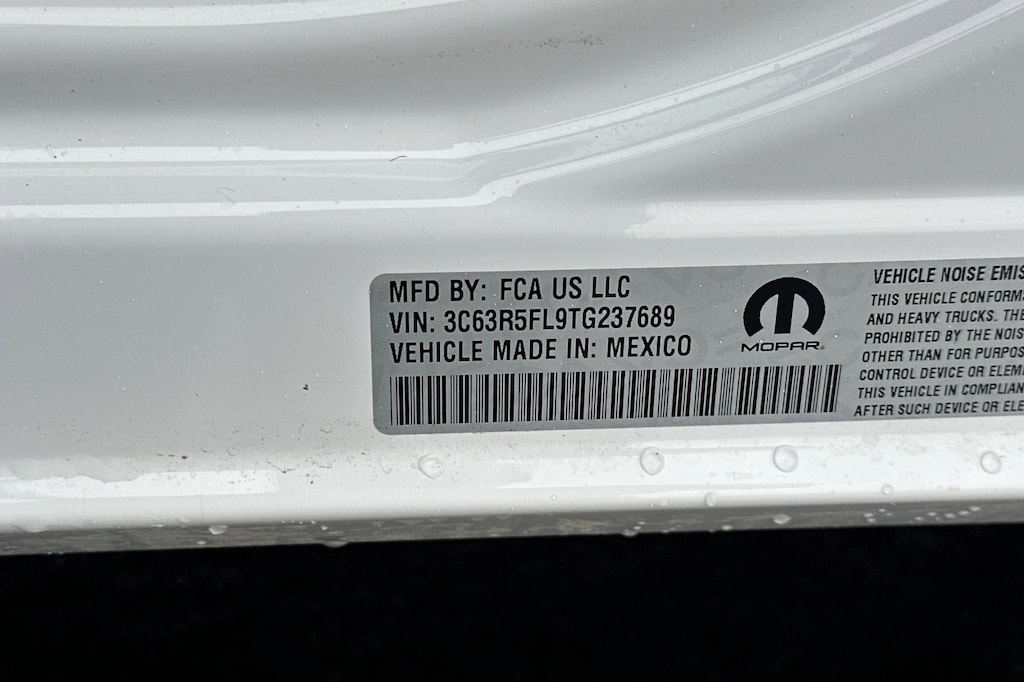 MFD BY: FCA US LLC
VIN: 3C63R5FL9TG237689
VEHICLE MADE IN: MEXICO
MOPAR
VEHICLE NOISE EMIS
THIS VEHICLE CONFORM
AND HEAVY TRUCKS. THE
PROHIBITED BY THE NOIS
OTHER THAN FOR PURPOS
CONTROL DEVICE OR ELEM
THIS VEHICLE IN COMPLIAN
AFTER SUCH DEVICE OR ELE